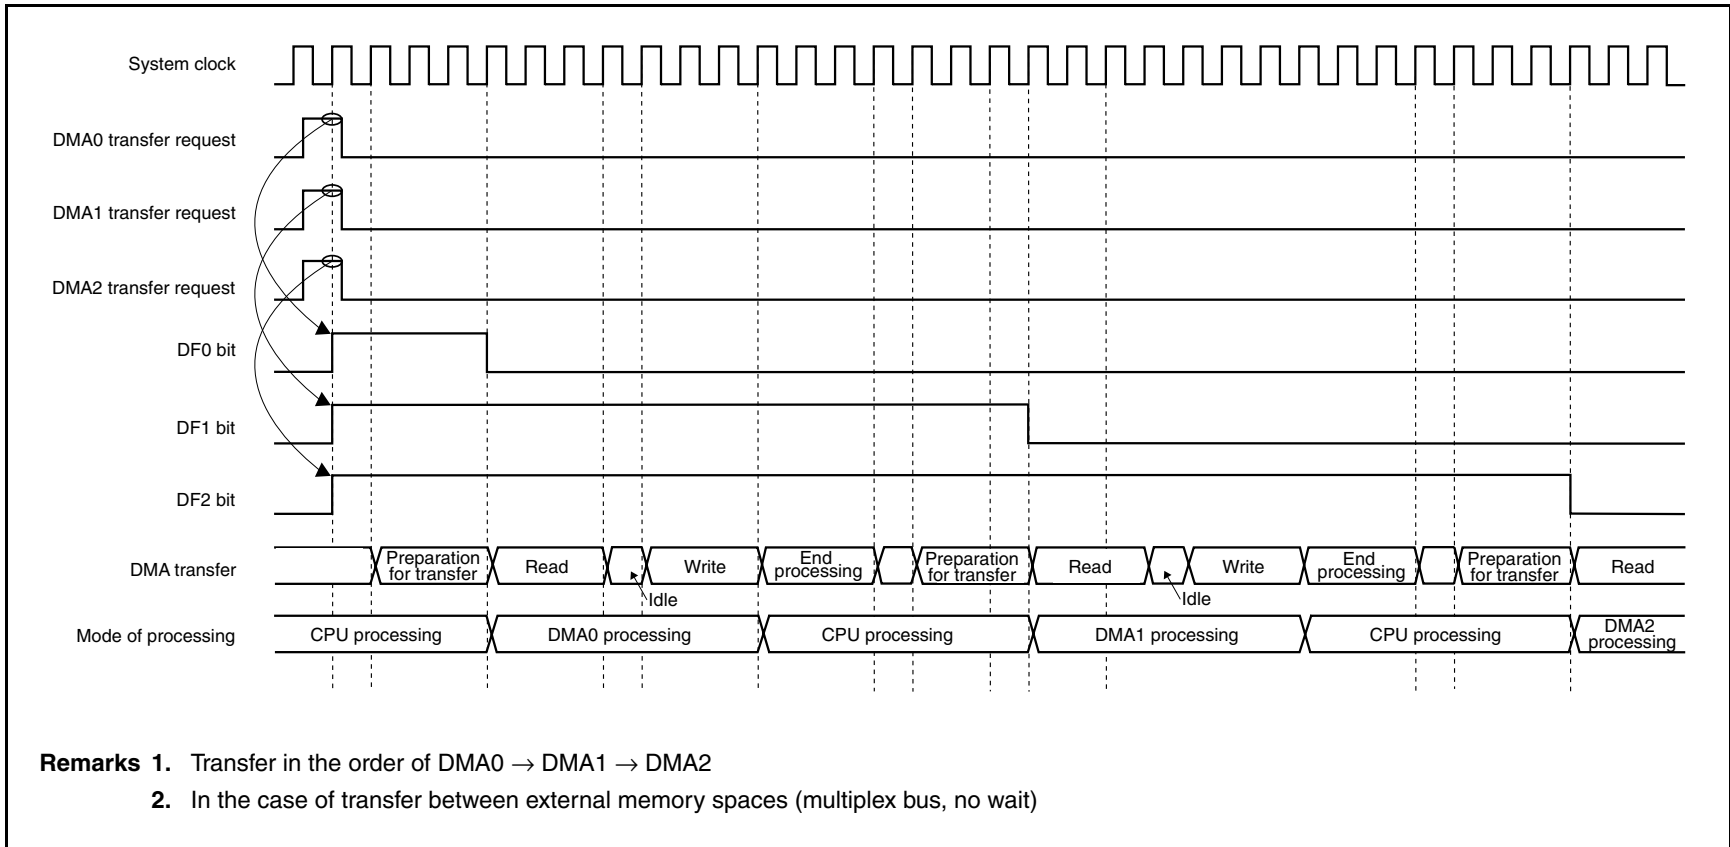 System clock
DMA0 transfer request
DMA1 transfer request
DMA2 transfer request
DF0 bit
DF1 bit
DF2 bit
DMA transfer
Preparation
for transfer
Read
Idle
Write
End
processing
Preparation
for transfer
Read
Idle
Write
End
processing
Preparation
for transfer
Read
Mode of processing
CPU processing
DMA0 processing
CPU processing
DMA1 processing
CPU processing
DMA2
processing
Remarks 1. Transfer in the order of DMA0 → DMA1 → DMA2
2. In the case of transfer between external memory spaces (multiplex bus, no wait)